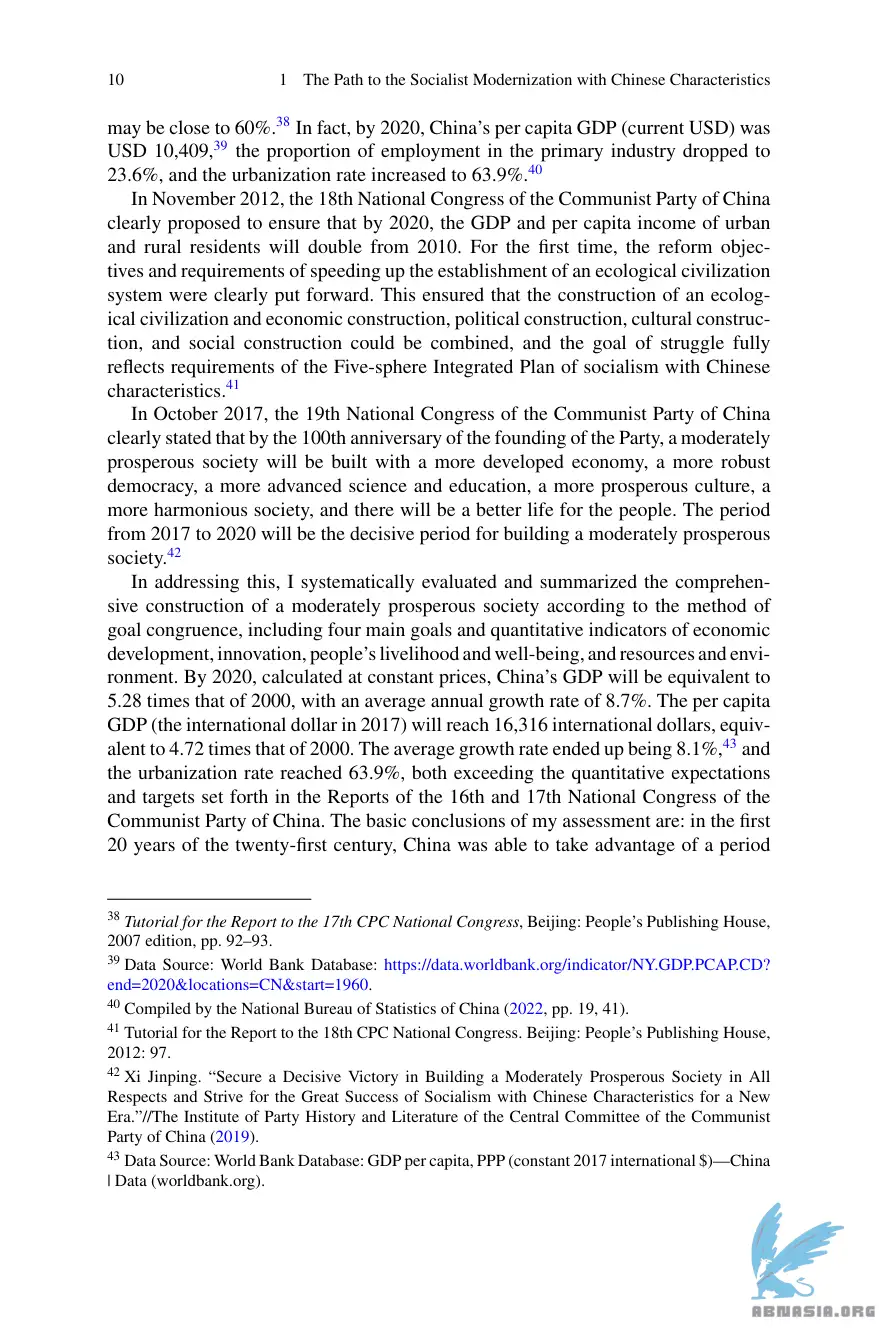 10 1 The Path to the Socialist Modernization with Chinese Characteristics
may be close to 60%.38 In fact, by 2020, China’s per capita GDP (current USD) was
USD 10,409,39 the proportion of employment in the primary industry dropped to
23.6%, and the urbanization rate increased to 63.9%.40
In November 2012, the 18th National Congress of the Communist Party of China
clearly proposed to ensure that by 2020, the GDP and per capita income of urban
and rural residents will double from 2010. For the first time, the reform objec-
tives and requirements of speeding up the establishment of an ecological civilization
system were clearly put forward. This ensured that the construction of an ecolog-
ical civilization and economic construction, political construction, cultural construc-
tion, and social construction could be combined, and the goal of struggle fully
reflects requirements of the Five-sphere Integrated Plan of socialism with Chinese
characteristics.41
In October 2017, the 19th National Congress of the Communist Party of China
clearly stated that by the 100th anniversary of the founding of the Party, a moderately
prosperous society will be built with a more developed economy, a more robust
democracy, a more advanced science and education, a more prosperous culture, a
more harmonious society, and there will be a better life for the people. The period
from 2017 to 2020 will be the decisive period for building a moderately prosperous
society.42
In addressing this, I systematically evaluated and summarized the comprehen-
sive construction of a moderately prosperous society according to the method of
goal congruence, including four main goals and quantitative indicators of economic
development, innovation, people’s livelihood and well-being, and resources and envi-
ronment. By 2020, calculated at constant prices, China’s GDP will be equivalent to
5.28 times that of 2000, with an average annual growth rate of 8.7%. The per capita
GDP (the international dollar in 2017) will reach 16,316 international dollars, equiv-
alent to 4.72 times that of 2000. The average growth rate ended up being 8.1%,43 and
the urbanization rate reached 63.9%, both exceeding the quantitative expectations
and targets set forth in the Reports of the 16th and 17th National Congress of the
Communist Party of China. The basic conclusions of my assessment are: in the first
20 years of the twenty-first century, China was able to take advantage of a period
38 Tutorial for the Report to the 17th CPC National Congress, Beijing: People’s Publishing House,
2007 edition, pp. 92–93.
39 Data Source: World Bank Database: https://data.worldbank.org/indicator/NY.GDP.PCAP.CD?
end=2020&locations=CN&start=1960.
40 Compiled by the National Bureau of Statistics of China (2022, pp. 19, 41).
41 Tutorial for the Report to the 18th CPC National Congress. Beijing: People’s Publishing House,
2012: 97.
42 Xi Jinping. “Secure a Decisive Victory in Building a Moderately Prosperous Society in All
Respects and Strive for the Great Success of Socialism with Chinese Characteristics for a New
Era.”//The Institute of Party History and Literature of the Central Committee of the Communist
Party of China (2019).
43 Data Source: World Bank Database: GDP per capita, PPP (constant 2017 international $)—China
| Data (worldbank.org).
ABNASIA.ORG